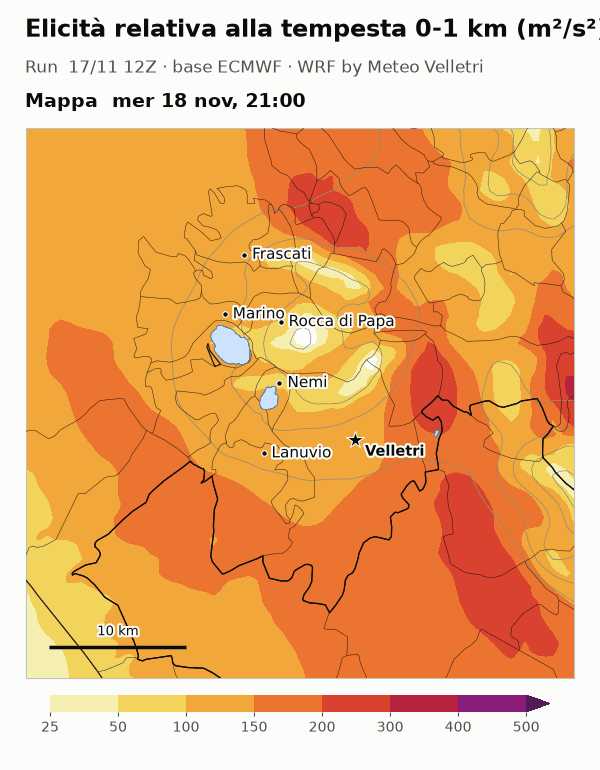 Elicità relativa alla tempesta 0-1 km (m²/s²)
Run 17/11 12Z · base ECMWF · WRF by Meteo Velletri
Mappa mer 18 nov, 21:00
Frascati
Marino
Rocca di Papa
Nemi
Velletri
Lanuvio
10 km
25 50 100 150 200 300 400 500